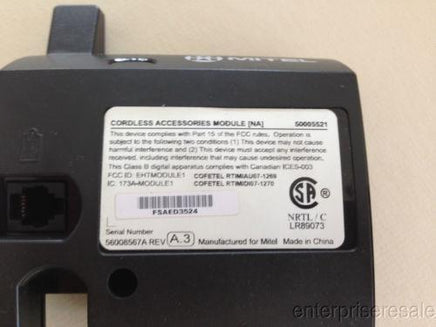 MITEL
CORDLESS ACCESSORIES MODULE [NA] 50005521
This device complies with Part 15 of the FCC rules. Operation is
subject to the following two conditions (1) This device may not cause
harmful interference and (2) This device must accept any interference
received, including interference that may cause undesired operation.
This Class B digital apparatus complies with Canadian ICES-003
FCC ID: EHTMODULE1 COFETEL RTIMIAU07-1269
IC: 173A-MODULE1 COFETEL RTIMIDI07-1270
FSAED3524
Serial Number
56008567A REV A.3 Manufactured for Mitel Made in China
SA
NRTL / C
LR89073
enterpriseresale